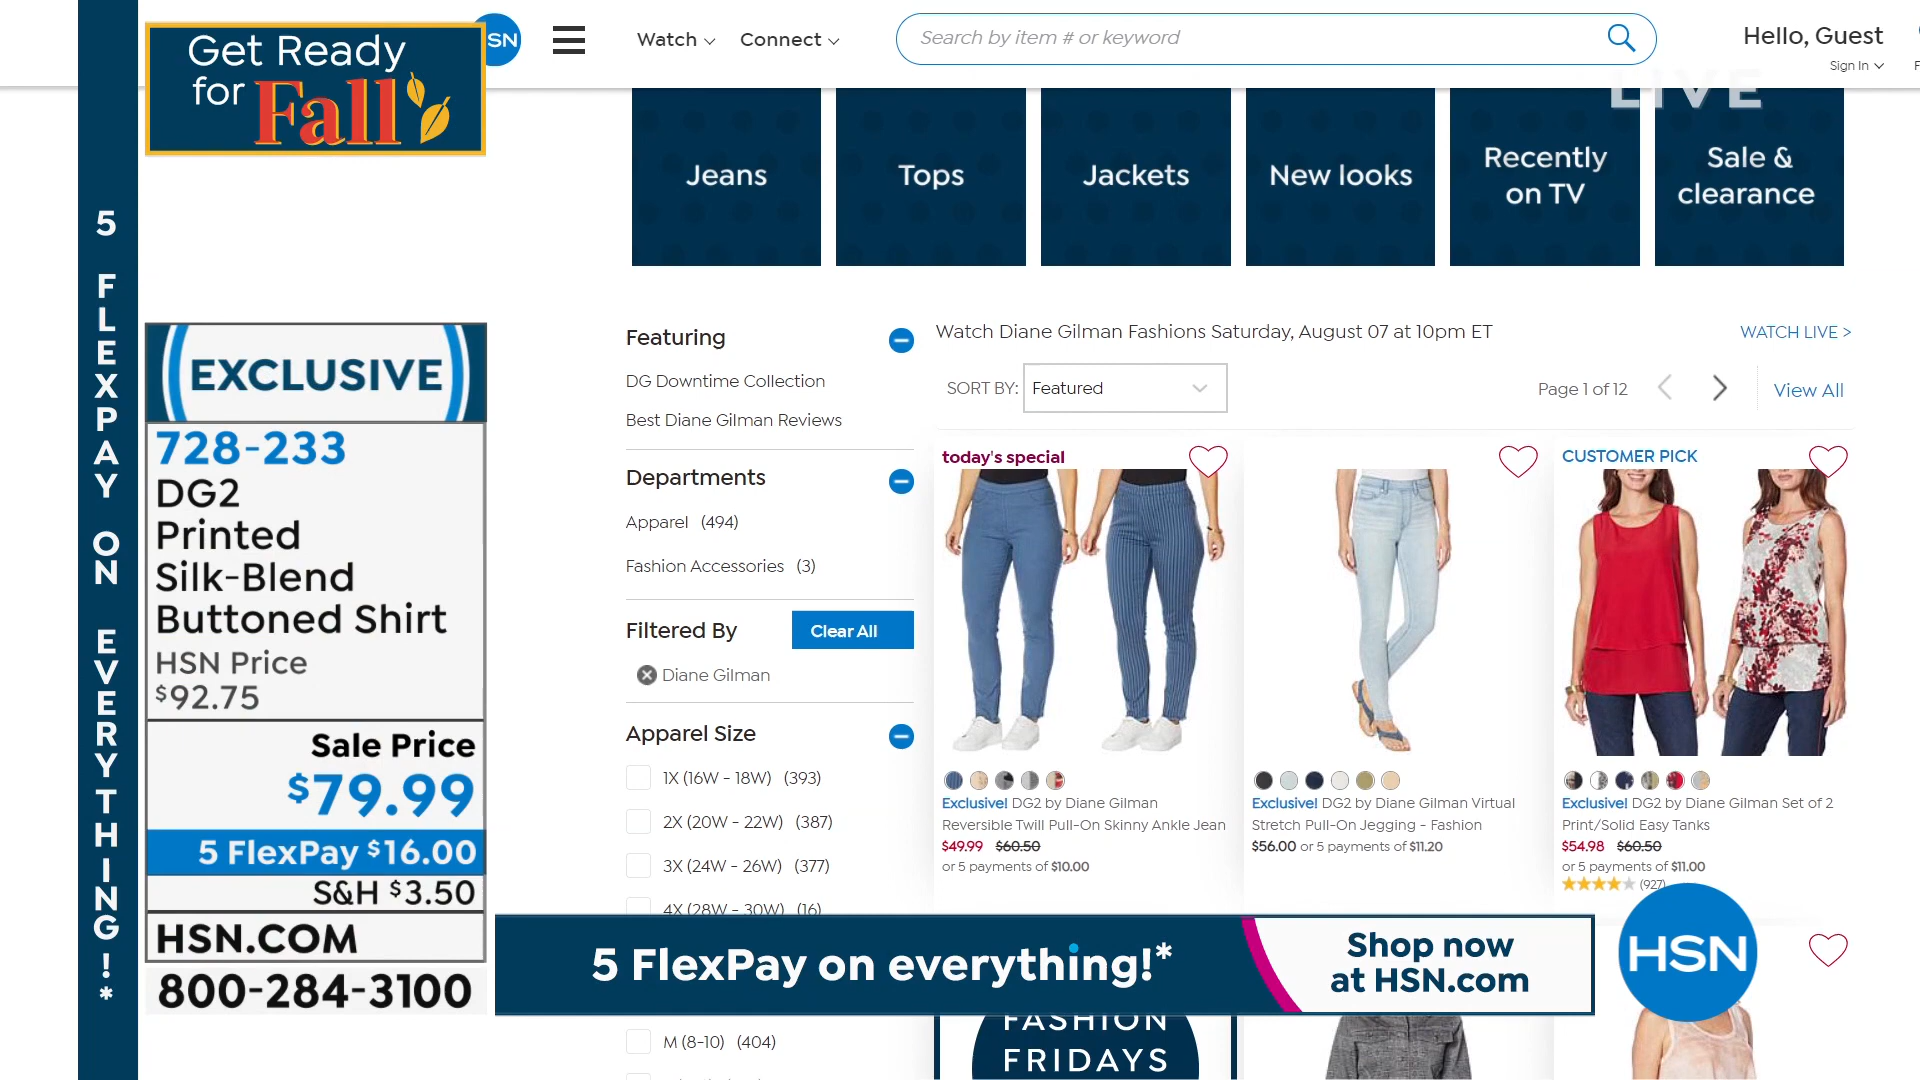 Get Ready
for Fall
SN
Watch
Connect
Search by item # or keyword
Hello, Guest
Sign In
F
LIVE
Jeans
Tops
Jackets
New looks
Recently
on TV
Sale &
clearance
5 FLEXPAY ON EVERYTHING!*
EXCLUSIVE
728-233
DG2
Printed
Silk-Blend
Buttoned Shirt
HSN Price
$92.75
Sale Price
$79.99
5 FlexPay $16.00
S&H $3.50
HSN.COM
800-284-3100
Featuring
DG Downtime Collection
Best Diane Gilman Reviews
Departments
Apparel (494)
Fashion Accessories (3)
Filtered By
Clear All
Diane Gilman
Apparel Size
1X (16W - 18W) (393)
2X (20W - 22W) (387)
3X (24W - 26W) (377)
4X (28W - 30W) (16)
M (8-10) (404)
Watch Diane Gilman Fashions Saturday, August 07 at 10pm ET
WATCH LIVE >
SORT BY: Featured
Page 1 of 12
View All
today's special
Exclusive! DG2 by Diane Gilman
Reversible Twill Pull-On Skinny Ankle Jean
$49.99 $60.50
or 5 payments of $10.00
Exclusive! DG2 by Diane Gilman Virtual
Stretch Pull-On Jegging - Fashion
$56.00 or 5 payments of $11.20
CUSTOMER PICK
Exclusive! DG2 by Diane Gilman Set of 2
Print/Solid Easy Tanks
$54.98 $60.50
or 5 payments of $11.00
(927)
5 FlexPay on everything!*
Shop now
at HSN.com
HSN
FASHION
FRIDAYS